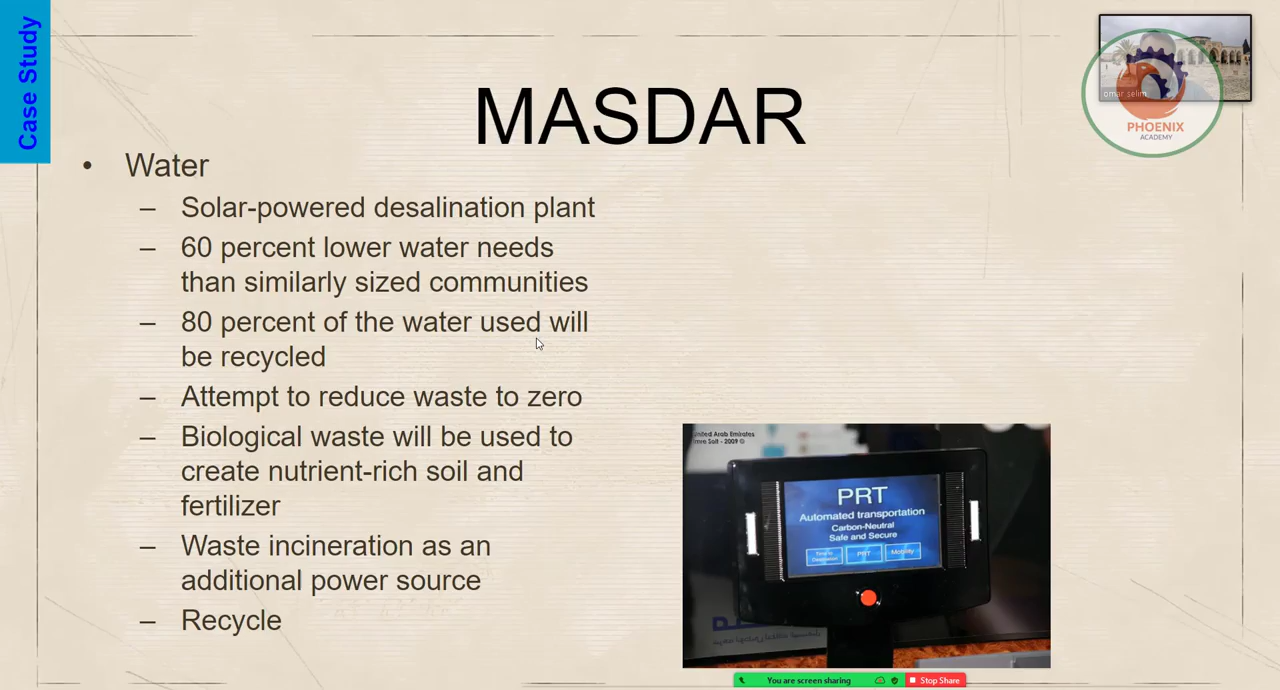 Case Study
MASDAR
omar selim
PHOENIX
ACADEMY
• Water
– Solar-powered desalination plant
– 60 percent lower water needs
than similarly sized communities
– 80 percent of the water used will
be recycled
– Attempt to reduce waste to zero
– Biological waste will be used to
create nutrient-rich soil and
fertilizer
– Waste incineration as an
additional power source
– Recycle
United Arab Emirates
2009 ©
PRT
Automated transportation
Carbon-Neutral
Safe and Secure
PRT
Mobility
You are screen sharing
Stop Share